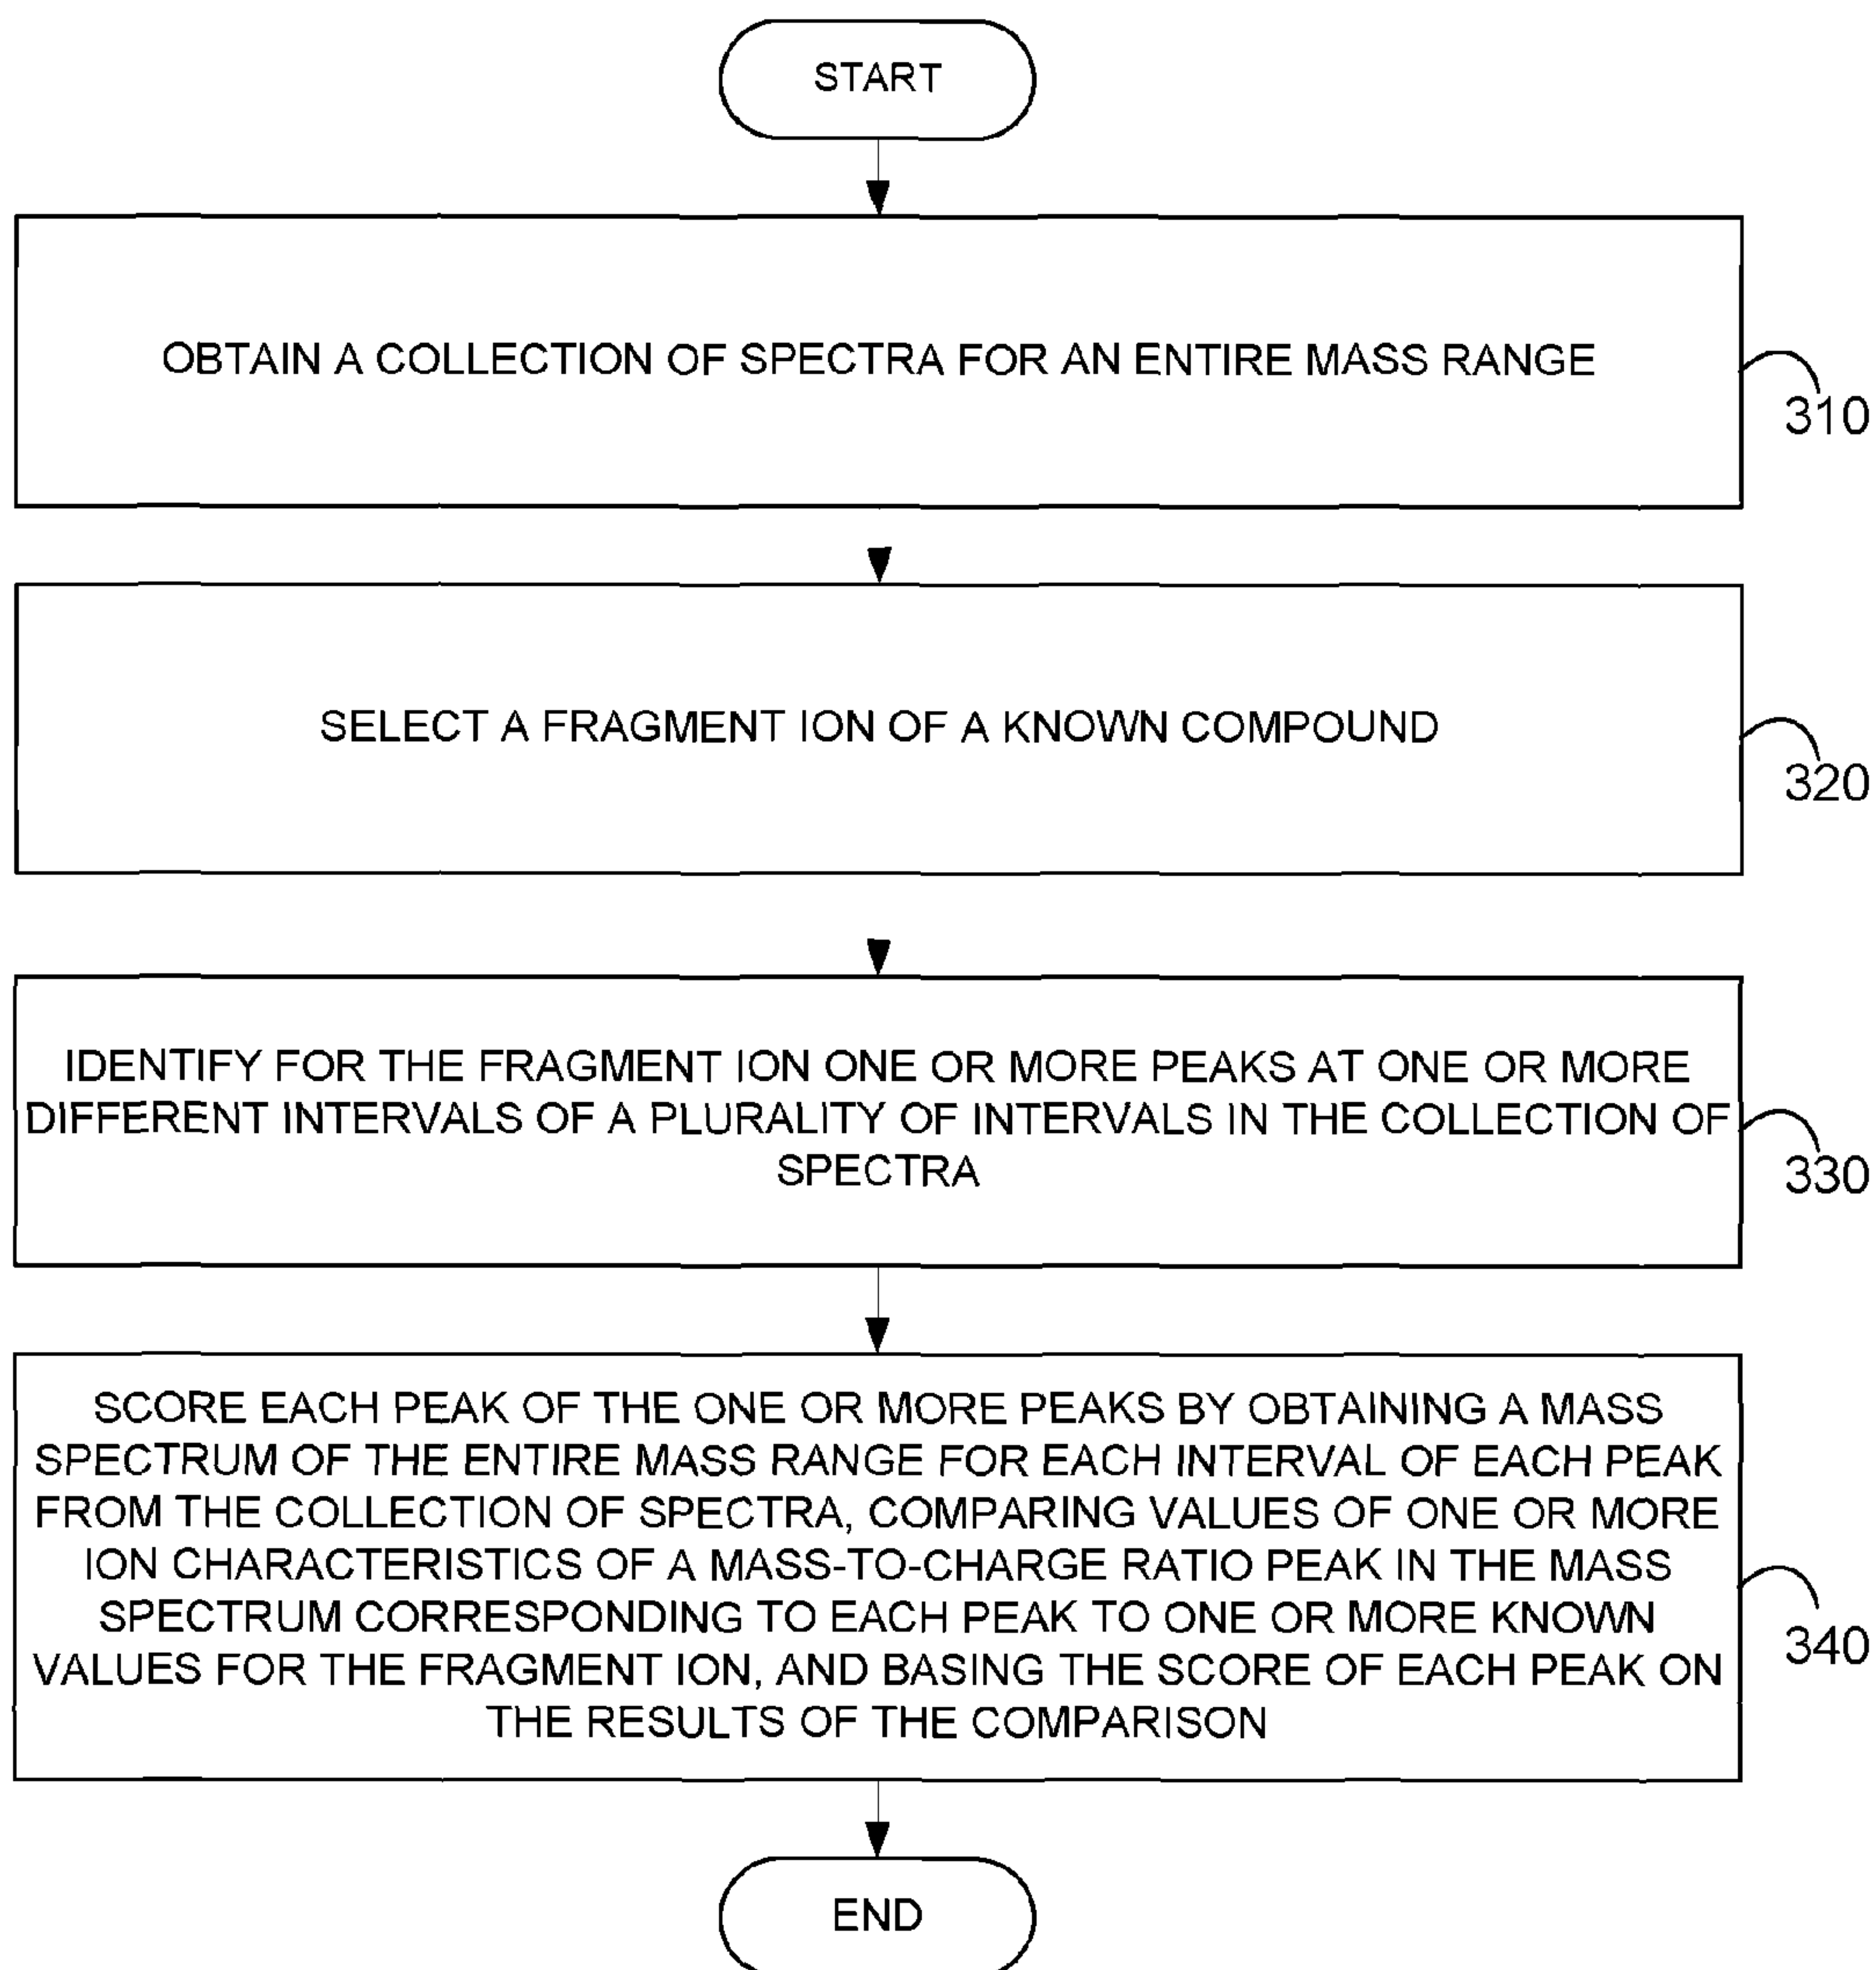 START
OBTAIN A COLLECTION OF SPECTRA FOR AN ENTIRE MASS RANGE
310
SELECT A FRAGMENT ION OF A KNOWN COMPOUND
320
IDENTIFY FOR THE FRAGMENT ION ONE OR MORE PEAKS AT ONE OR MORE
DIFFERENT INTERVALS OF A PLURALITY OF INTERVALS IN THE COLLECTION OF
SPECTRA
330
SCORE EACH PEAK OF THE ONE OR MORE PEAKS BY OBTAINING A MASS
SPECTRUM OF THE ENTIRE MASS RANGE FOR EACH INTERVAL OF EACH PEAK
FROM THE COLLECTION OF SPECTRA, COMPARING VALUES OF ONE OR MORE
ION CHARACTERISTICS OF A MASS-TO-CHARGE RATIO PEAK IN THE MASS
SPECTRUM CORRESPONDING TO EACH PEAK TO ONE OR MORE KNOWN
VALUES FOR THE FRAGMENT ION, AND BASING THE SCORE OF EACH PEAK ON
THE RESULTS OF THE COMPARISON
340
END